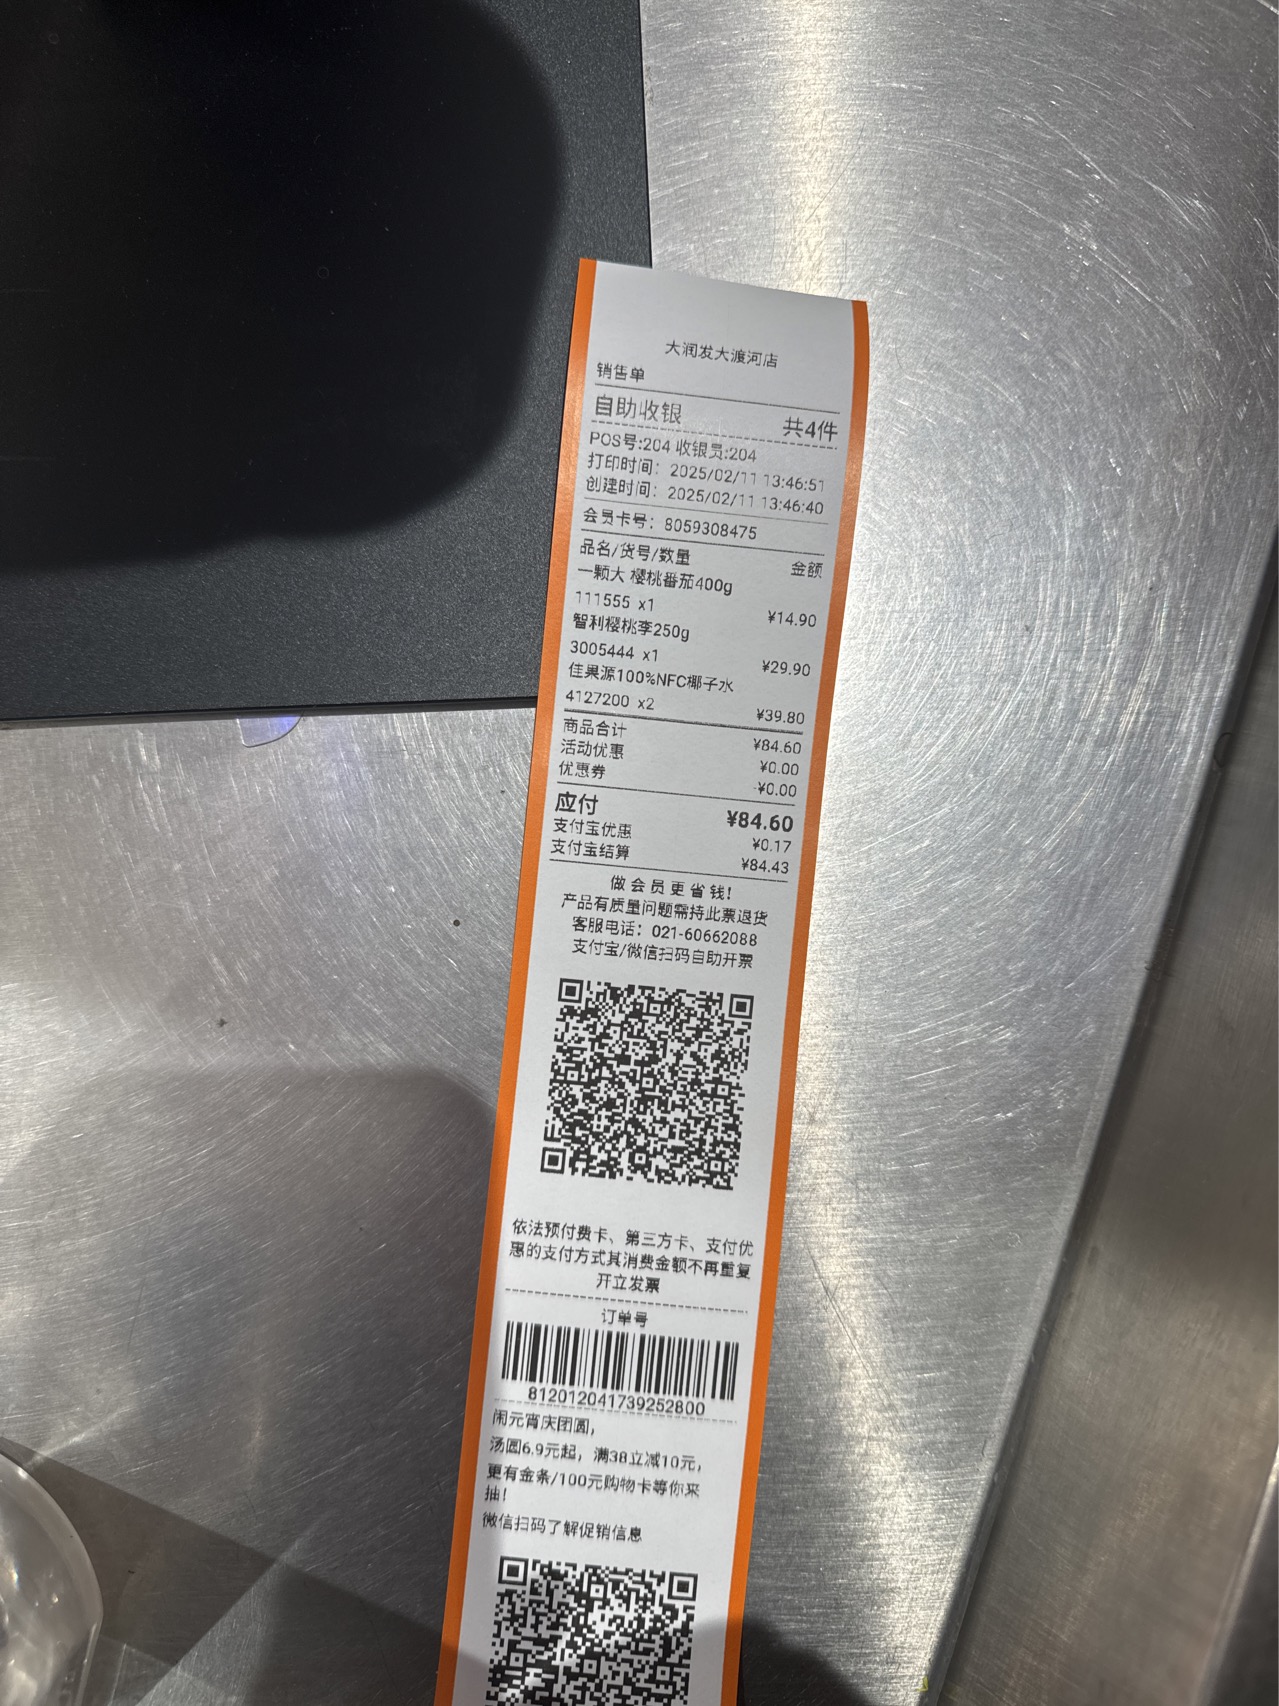 大润发大渡河店
销售单
自助收银 共4件
POS号:204 收银员:204
打印时间： 2025/02/11 13:46:51
创建时间： 2025/02/11 13:46:40
会员卡号： 8059308475
品名/货号/数量 金额
一颗大 樱桃番茄400g
111555 x1 ¥14.90
智利樱桃李250g
3005444 x1 ¥29.90
佳果源100%NFC椰子水
4127200 x2 ¥39.80
商品合计 ¥84.60
活动优惠 ¥0.00
优惠券 -¥0.00
应付 ¥84.60
支付宝优惠 ¥0.17
支付宝结算 ¥84.43
做会员更省钱!
产品有质量问题需持此票退货
客服电话：021-60662088
支付宝/微信扫码自助开票
依法预付费卡、第三方卡、支付优
惠的支付方式其消费金额不再重复
开立发票
订单号
812012041739252800
闹元宵庆团圆，
汤圆6.9元起，满38立减10元，
更有金条/100元购物卡等你来
抽！
微信扫码了解促销信息